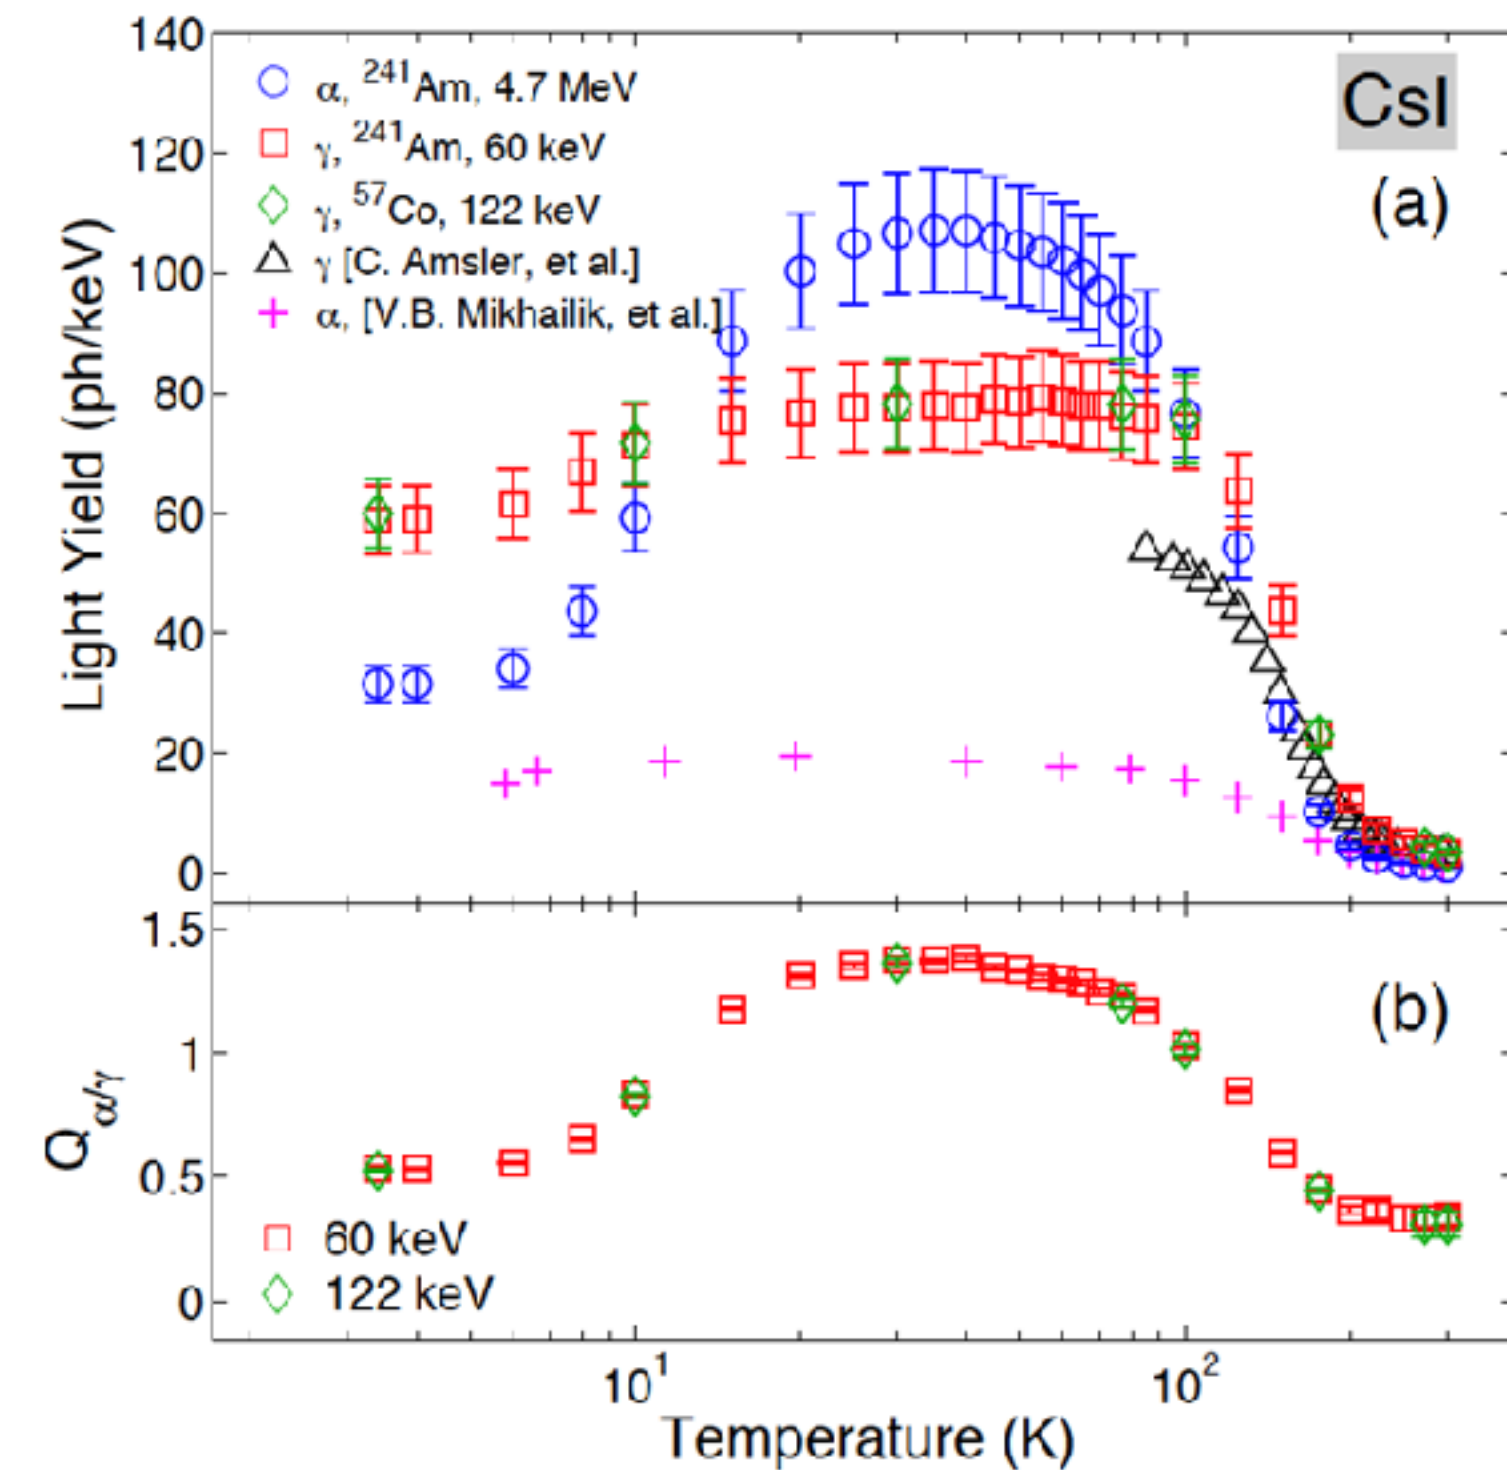 140
120
100
80
60
40
20
0
Light Yield (ph/keV)
α, ²⁴¹Am, 4.7 MeV
γ, ²⁴¹Am, 60 keV
γ, ⁵⁷Co, 122 keV
γ [C. Amsler, et al.]
α, [V.B. Mikhailik, et al.]
CsI
(a)
1.5
1
0.5
0
Q α/γ
(b)
60 keV
122 keV
10¹
10²
Temperature (K)